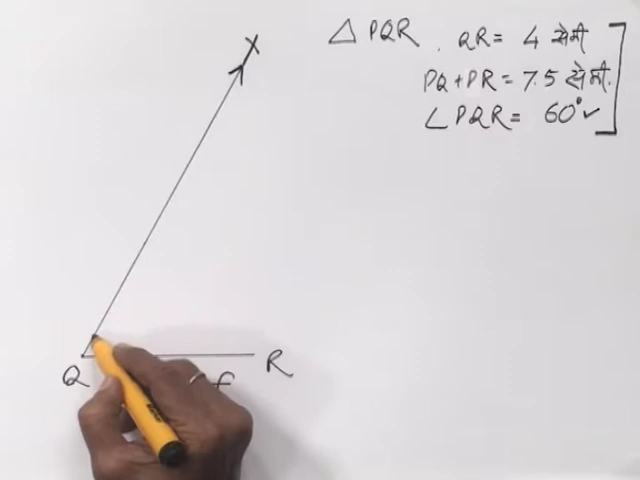 X
△ PQR . QR = 4 सेमी
PQ + PR = 7.5 सेमी.
∠ PQR = 60° ✓
Q
R